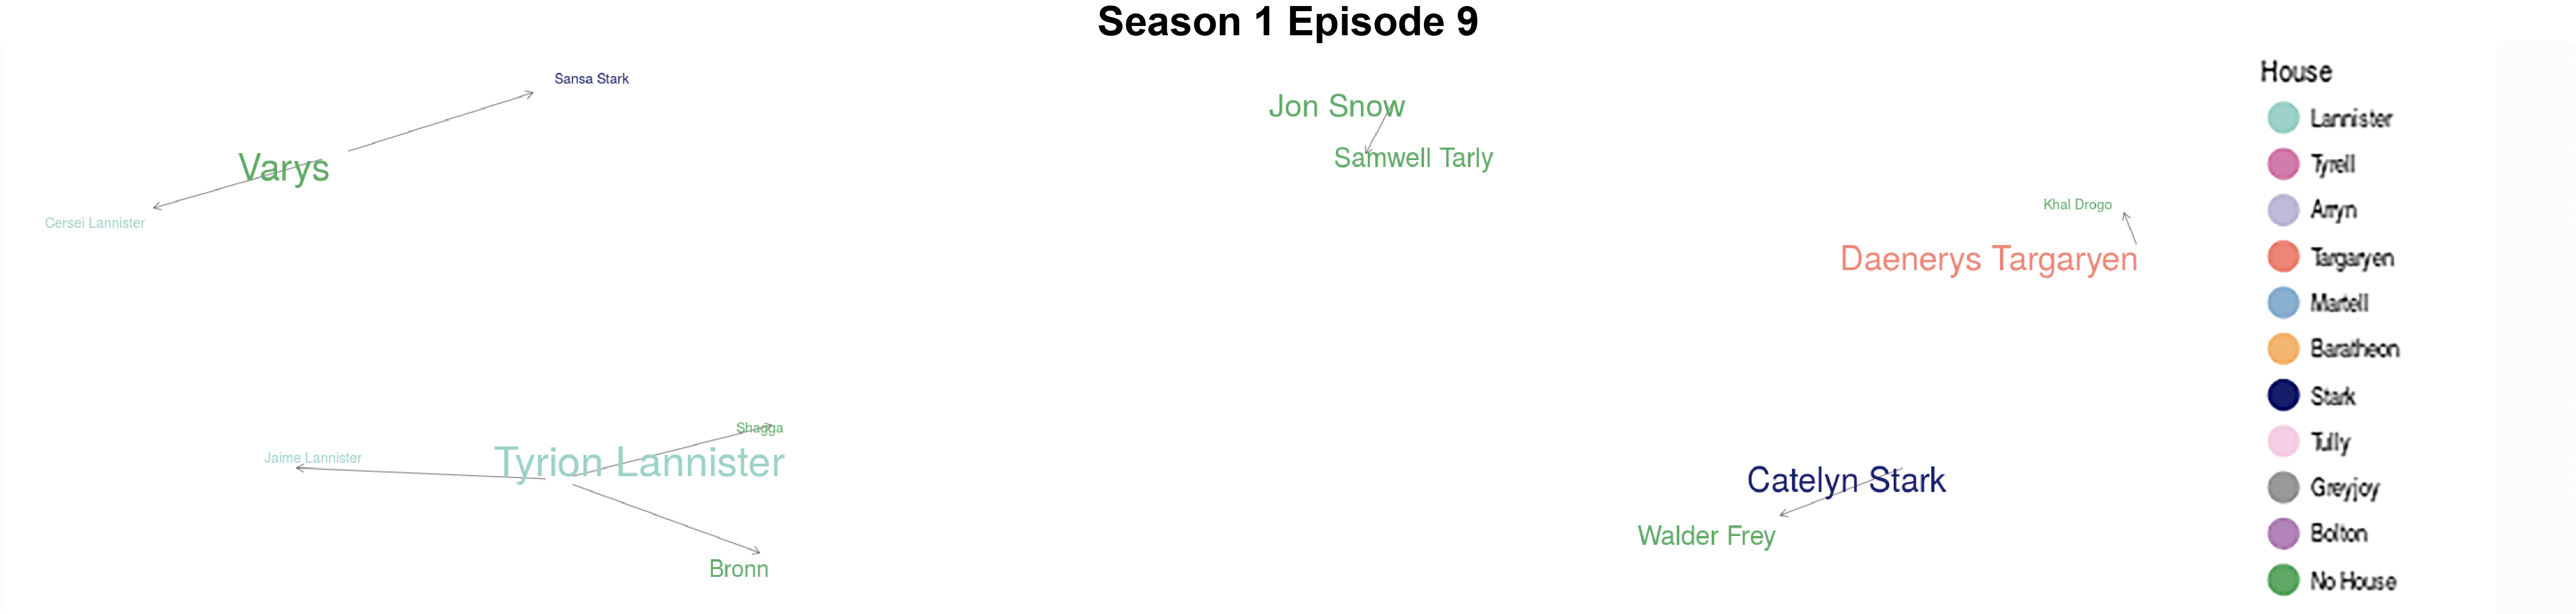 Season 1 Episode 9
Sansa Stark
Varys
Cersei Lannister
Jon Snow
Samwell Tarly
Khal Drogo
Daenerys Targaryen
Shagga
Jaime Lannister
Tyrion Lannister
Bronn
Catelyn Stark
Walder Frey
House
Lannister
Tyrell
Arryn
Targaryen
Martell
Baratheon
Stark
Tully
Greyjoy
Bolton
No House